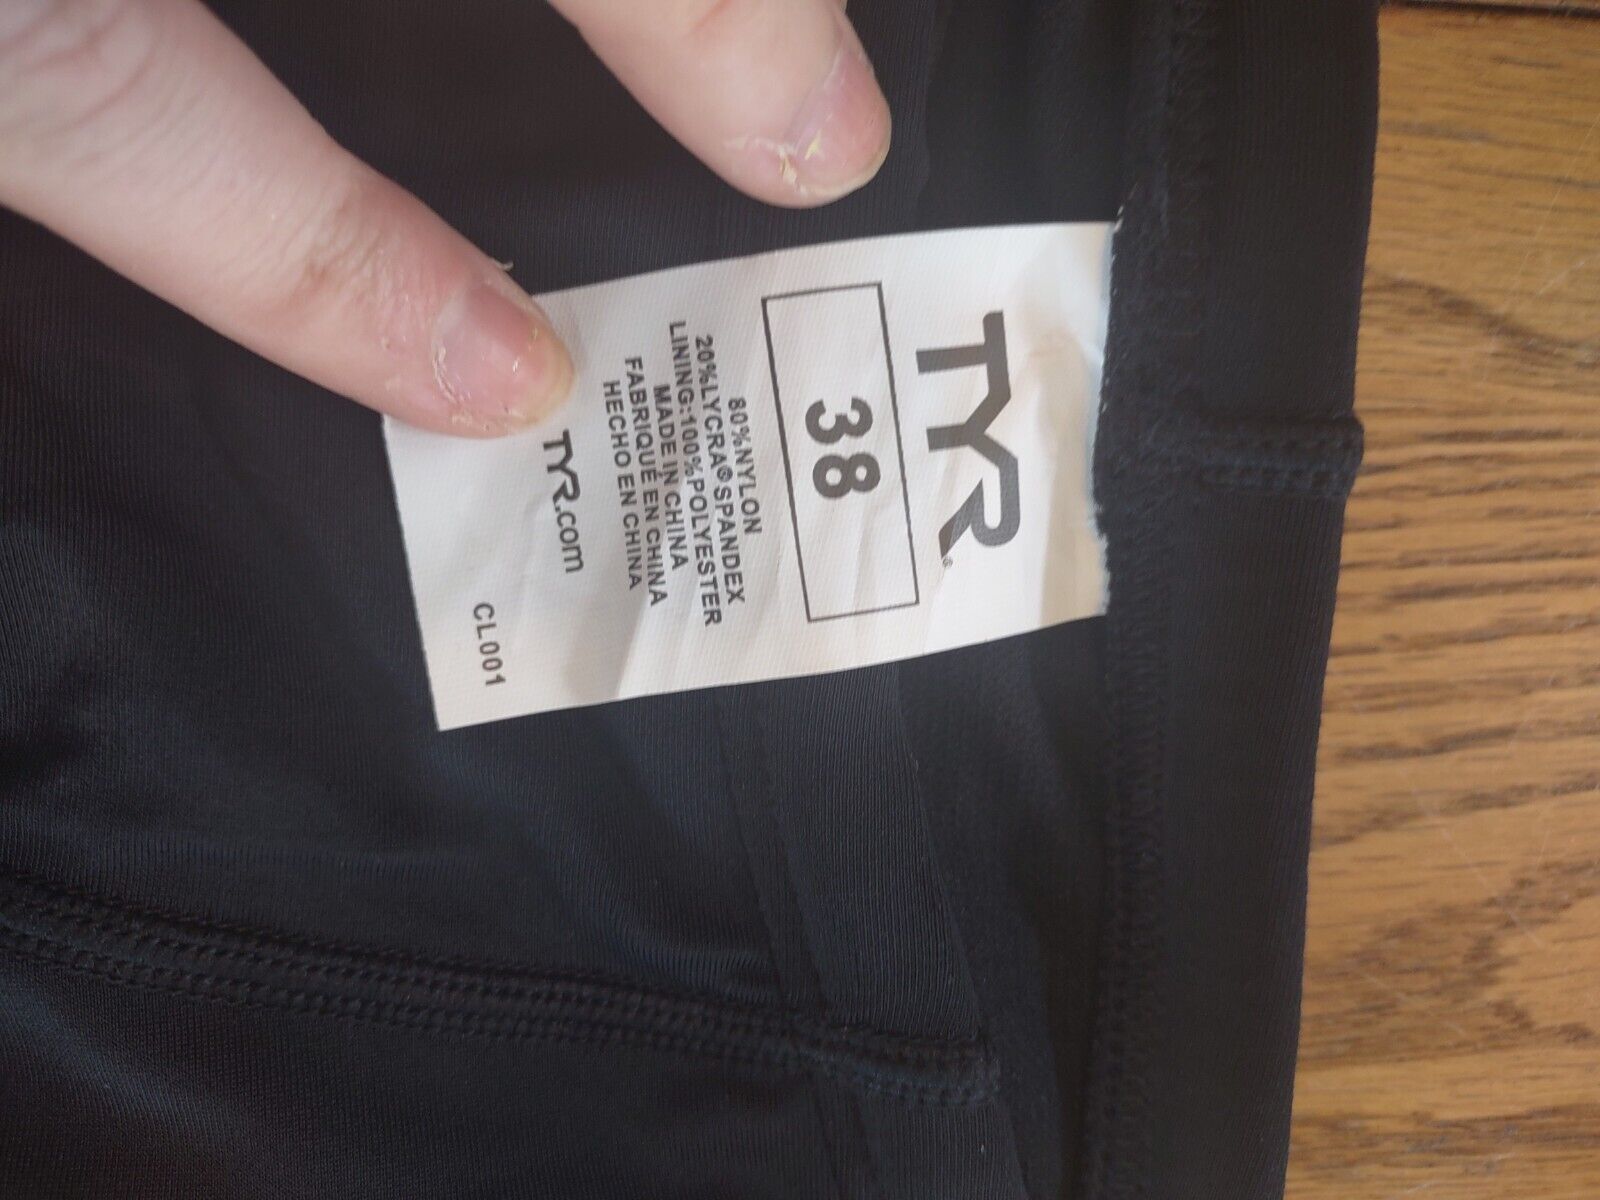 TYR®
38
80%NYLON
20%LYCRA®SPANDEX
LINING:100%POLYESTER
MADE IN CHINA
FABRIQUÉ EN CHINA
HECHO EN CHINA
TYR.com
CL001